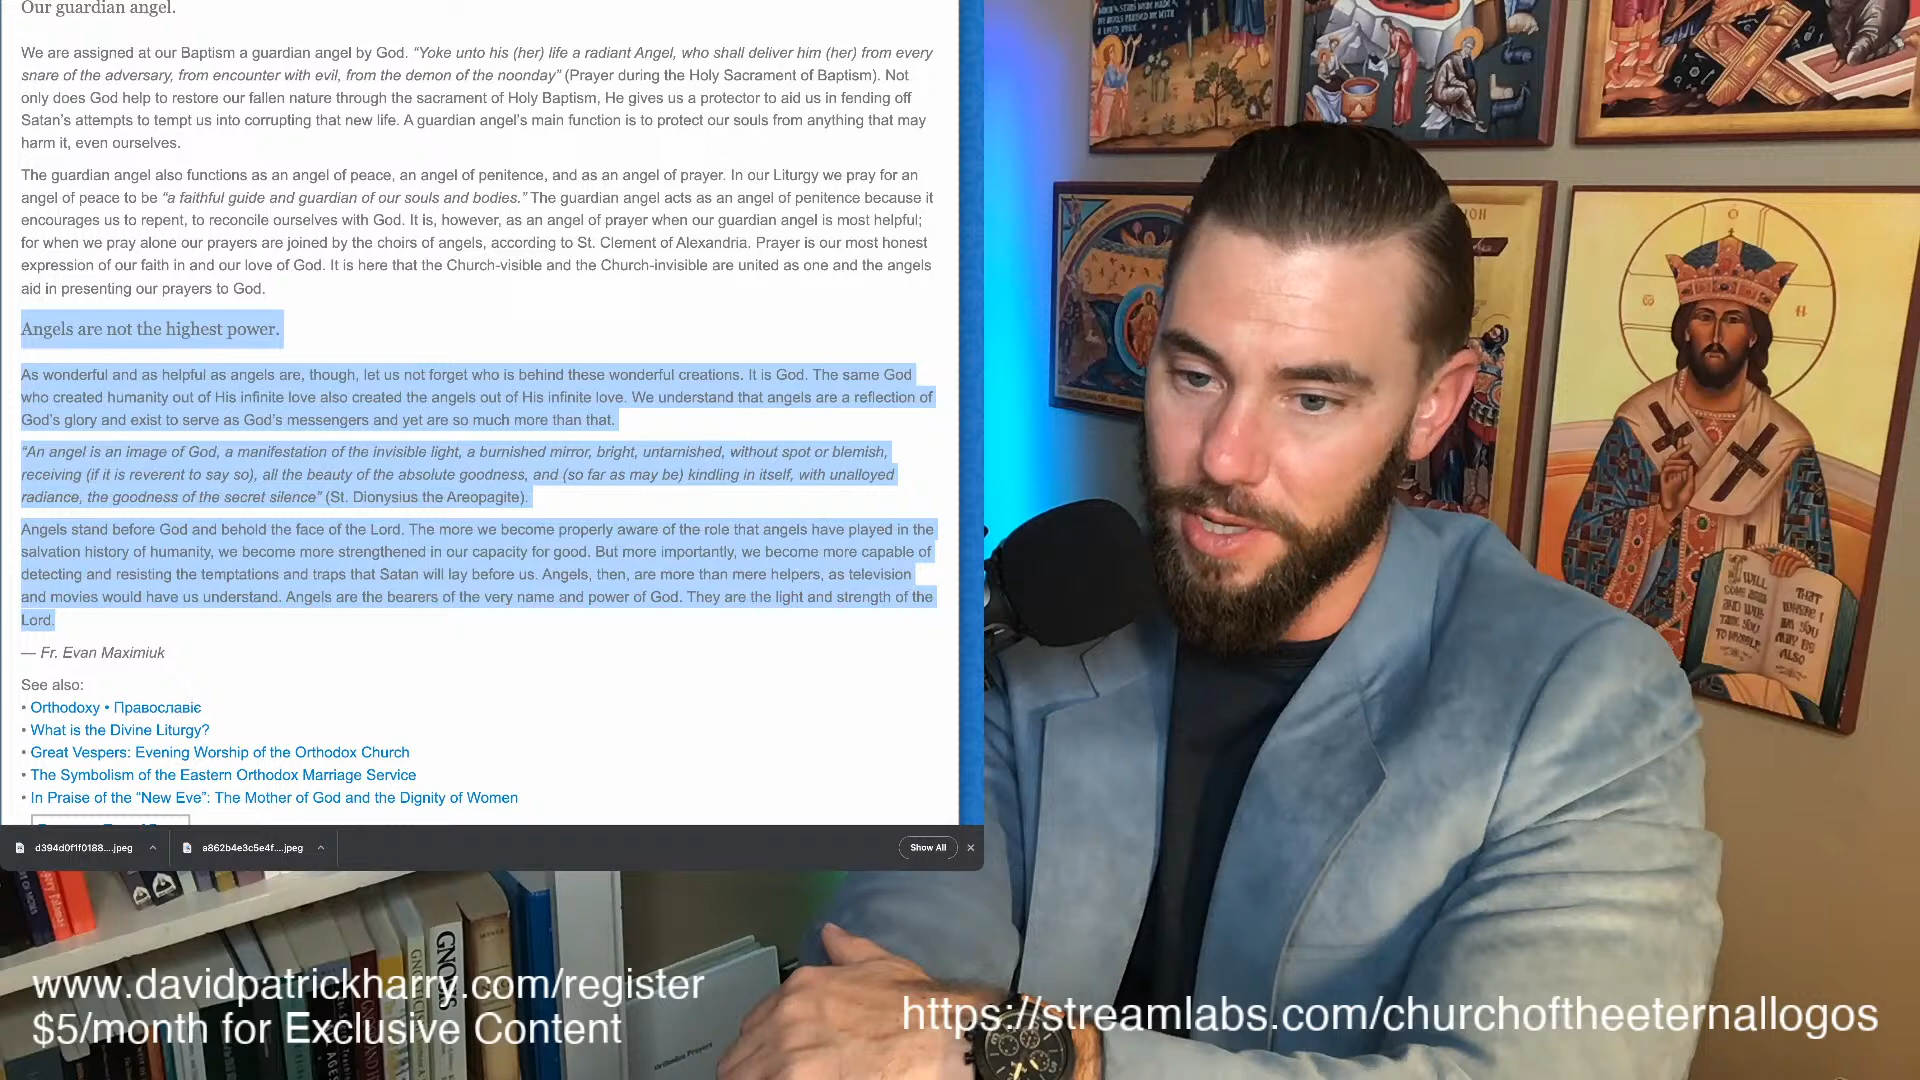 Our guardian angel.
We are assigned at our Baptism a guardian angel by God. “Yoke unto his (her) life a radiant Angel, who shall deliver him (her) from every
snare of the adversary, from encounter with evil, from the demon of the noonday” (Prayer during the Holy Sacrament of Baptism). Not
only does God help to restore our fallen nature through the sacrament of Holy Baptism, He gives us a protector to aid us in fending off
Satan’s attempts to tempt us into corrupting that new life. A guardian angel’s main function is to protect our souls from anything that may
harm it, even ourselves.
The guardian angel also functions as an angel of peace, an angel of penitence, and as an angel of prayer. In our Liturgy we pray for an
angel of peace to be “a faithful guide and guardian of our souls and bodies.” The guardian angel acts as an angel of penitence because it
encourages us to repent, to reconcile ourselves with God. It is, however, as an angel of prayer when our guardian angel is most helpful;
for when we pray alone our prayers are joined by the choirs of angels, according to St. Clement of Alexandria. Prayer is our most honest
expression of our faith in and our love of God. It is here that the Church-visible and the Church-invisible are united as one and the angels
aid in presenting our prayers to God.
Angels are not the highest power.
As wonderful and as helpful as angels are, though, let us not forget who is behind these wonderful creations. It is God. The same God
who created humanity out of His infinite love also created the angels out of His infinite love. We understand that angels are a reflection of
God’s glory and exist to serve as God’s messengers and yet are so much more than that.
“An angel is an image of God, a manifestation of the invisible light, a burnished mirror, bright, untarnished, without spot or blemish,
receiving (if it is reverent to say so), all the beauty of the absolute goodness, and (so far as may be) kindling in itself, with unalloyed
radiance, the goodness of the secret silence” (St. Dionysius the Areopagite).
Angels stand before God and behold the face of the Lord. The more we become properly aware of the role that angels have played in the
salvation history of humanity, we become more strengthened in our capacity for good. But more importantly, we become more capable of
detecting and resisting the temptations and traps that Satan will lay before us. Angels, then, are more than mere helpers, as television
and movies would have us understand. Angels are the bearers of the very name and power of God. They are the light and strength of the
Lord.
— Fr. Evan Maximiuk
See also:
• Orthodoxy • Православіє
• What is the Divine Liturgy?
• Great Vespers: Evening Worship of the Orthodox Church
• The Symbolism of the Eastern Orthodox Marriage Service
• In Praise of the “New Eve”: The Mother of God and the Dignity of Women
d394d0f1f0188....jpeg
a862b4e3c5e4f....jpeg
Show All
I WILL
COME AGAIN
AND WILL
TAKE YOU
TO MYSELF
THAT
WHERE I
AM YOU
MAY BE
ALSO
GNOSIS
Orthodox Prayers
www.davidpatrickharry.com/register
$5/month for Exclusive Content
https://streamlabs.com/churchoftheeternallogos